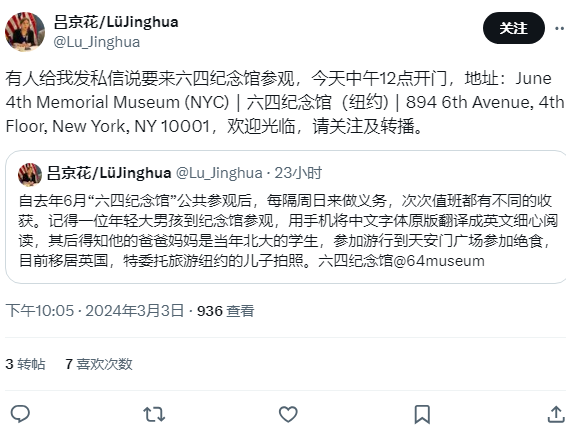 吕京花/LüJinghua
@Lu_Jinghua
关注
有人给我发私信说要来六四纪念馆参观，今天中午12点开门，地址：June
4th Memorial Museum (NYC) | 六四纪念馆（纽约) | 894 6th Avenue, 4th
Floor, New York, NY 10001，欢迎光临，请关注及转播。
吕京花/LüJinghua @Lu_Jinghua · 23小时
自去年6月“六四纪念馆”公共参观后，每隔周日来做义务，次次值班都有不同的收
获。记得一位年轻大男孩到纪念馆参观，用手机将中文字体原版翻译成英文细心阅
读，其后得知他的爸爸妈妈是当年北大的学生，参加游行到天安门广场参加绝食，
目前移居英国，特委托旅游纽约的儿子拍照。六四纪念馆@64museum
下午10:05 · 2024年3月3日 · 936 查看
3 转帖 7 喜欢次数